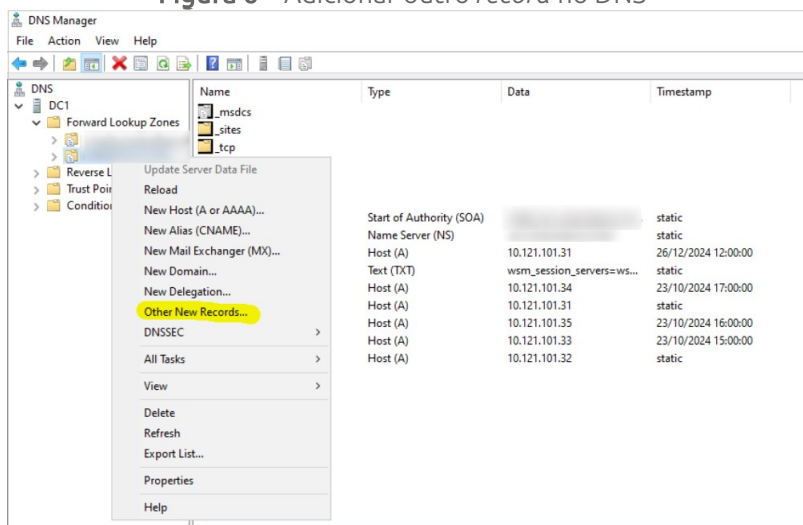 Figura 6 - Adicionar outro record no DNS
DNS Manager
File Action View Help
DNS
DC1
Forward Lookup Zones
Reverse L
Trust Poin
Condition
Name Type Data Timestamp
_msdcs
_sites
_tcp
Start of Authority (SOA) static
Name Server (NS) static
Host (A) 10.121.101.31 26/12/2024 12:00:00
Text (TXT) wsm_session_servers=ws... static
Host (A) 10.121.101.34 23/10/2024 17:00:00
Host (A) 10.121.101.31 static
Host (A) 10.121.101.35 23/10/2024 16:00:00
Host (A) 10.121.101.33 23/10/2024 15:00:00
Host (A) 10.121.101.32 static
Update Server Data File
Reload
New Host (A or AAAA)...
New Alias (CNAME)...
New Mail Exchanger (MX)...
New Domain...
New Delegation...
Other New Records...
DNSSEC
All Tasks
View
Delete
Refresh
Export List...
Properties
Help